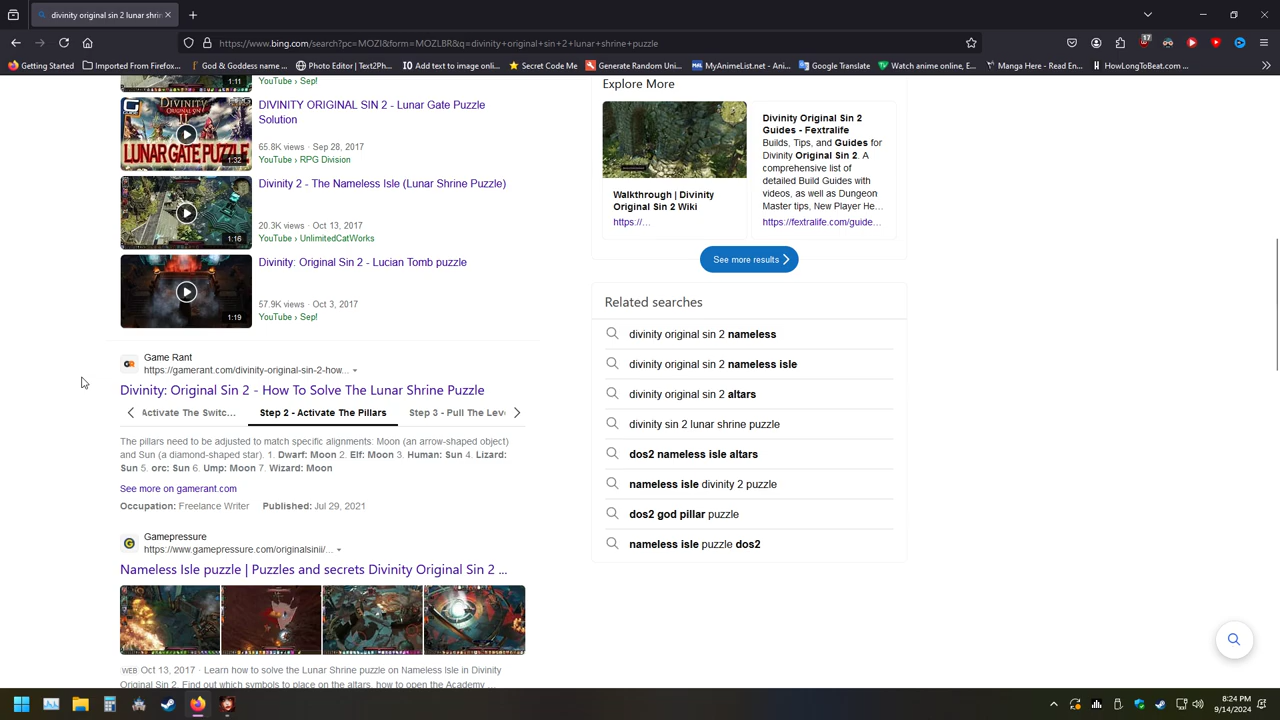 divinity original sin 2 lunar shrin
https://www.bing.com/search?pc=MOZI&form=MOZLBR&q=divinity+original+sin+2+lunar+shrine+puzzle
17
Getting Started
Imported From Firefox...
God & Goddess name ...
Photo Editor | Text2Ph...
Add text to image onlin...
Secret Code Me
Generate Random Uni...
MAL
MyAnimeList.net - Ani...
Google Translate
Watch anime online, E...
Manga Here - Read En...
HowLongToBeat.com ...
1:11
YouTube › Sep!
DIVINITY ORIGINAL SIN 2 - Lunar Gate Puzzle
Solution
65.8K views · Sep 28, 2017
YouTube › RPG Division
GUIDE
DIVINITY
ORIGINAL SIN
LUNAR GATE PUZZLE
1:32
Divinity 2 - The Nameless Isle (Lunar Shrine Puzzle)
20.3K views · Oct 13, 2017
YouTube › UnlimitedCatWorks
1:16
Divinity: Original Sin 2 - Lucian Tomb puzzle
57.9K views · Oct 3, 2017
YouTube › Sep!
1:19
Game Rant
https://gamerant.com/divinity-original-sin-2-how...
Divinity: Original Sin 2 - How To Solve The Lunar Shrine Puzzle
Activate The Switc...
Step 2 - Activate The Pillars
Step 3 - Pull The Leve
The pillars need to be adjusted to match specific alignments: Moon (an arrow-shaped object)
and Sun (a diamond-shaped star). 1. Dwarf: Moon 2. Elf: Moon 3. Human: Sun 4. Lizard:
Sun 5. orc: Sun 6. Ump: Moon 7. Wizard: Moon
See more on gamerant.com
Occupation: Freelance Writer Published: Jul 29, 2021
Gamepressure
https://www.gamepressure.com/originalsinii/...
Nameless Isle puzzle | Puzzles and secrets Divinity Original Sin 2 ...
WEB Oct 13, 2017 · Learn how to solve the Lunar Shrine puzzle on Nameless Isle in Divinity
Original Sin 2. Find out which symbols to place on the altars, how to open the Academy ...
Explore More
Walkthrough | Divinity
Original Sin 2 Wiki
https://...
Divinity Original Sin 2
Guides - Fextralife
Builds, Tips, and Guides for
Divinity Original Sin 2. A
comprehensive list of
detailed Build Guides with
videos, as well as Dungeon
Master tips, New Player He...
https://fextralife.com/guide...
See more results
Related searches
divinity original sin 2 nameless
divinity original sin 2 nameless isle
divinity original sin 2 altars
divinity sin 2 lunar shrine puzzle
dos2 nameless isle altars
nameless isle divinity 2 puzzle
dos2 god pillar puzzle
nameless isle puzzle dos2
8:24 PM
9/14/2024